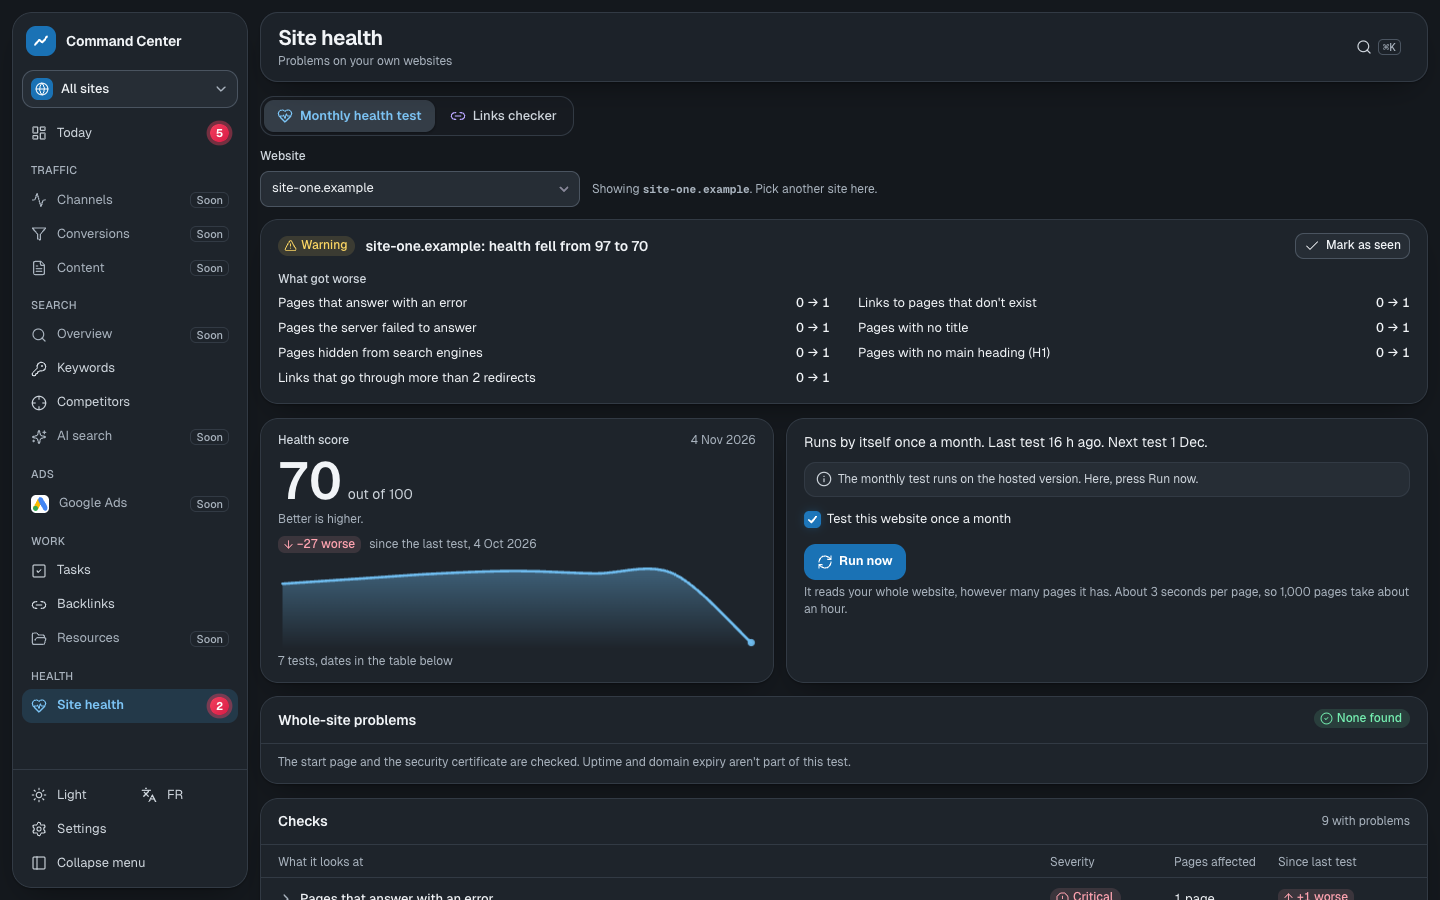 Command Center
All sites
Today 5
TRAFFIC
Channels Soon
Conversions Soon
Content Soon
SEARCH
Overview Soon
Keywords
Competitors
AI search Soon
ADS
Google Ads Soon
WORK
Tasks
Backlinks
Resources Soon
HEALTH
Site health 2
Light FR
Settings
Collapse menu
Site health
Problems on your own websites
⌘K
Monthly health test Links checker
Website
site-one.example Showing site-one.example. Pick another site here.
Warning site-one.example: health fell from 97 to 70 Mark as seen
What got worse
Pages that answer with an error 0 → 1 Links to pages that don't exist 0 → 1
Pages the server failed to answer 0 → 1 Pages with no title 0 → 1
Pages hidden from search engines 0 → 1 Pages with no main heading (H1) 0 → 1
Links that go through more than 2 redirects 0 → 1
Health score 4 Nov 2026
70 out of 100
Better is higher.
↓ −27 worse since the last test, 4 Oct 2026
7 tests, dates in the table below
Runs by itself once a month. Last test 16 h ago. Next test 1 Dec.
The monthly test runs on the hosted version. Here, press Run now.
Test this website once a month
Run now
It reads your whole website, however many pages it has. About 3 seconds per page, so 1,000 pages take about
an hour.
Whole-site problems None found
The start page and the security certificate are checked. Uptime and domain expiry aren't part of this test.
Checks 9 with problems
What it looks at Severity Pages affected Since last test
Pages that answer with an error Critical 1 page ↑ +1 worse